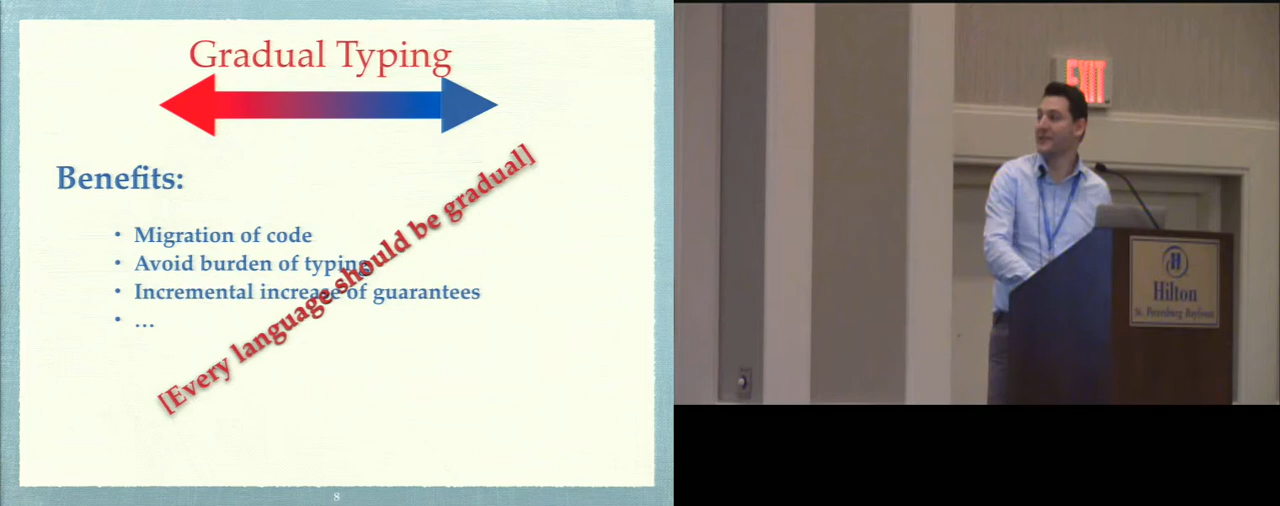 Gradual Typing
Benefits:
• Migration of code
• Avoid burden of typing
• Incremental increase of guarantees
• ...
[Every language should be gradual]
8
EXIT
H
Hilton
St. Petersburg Bayfront